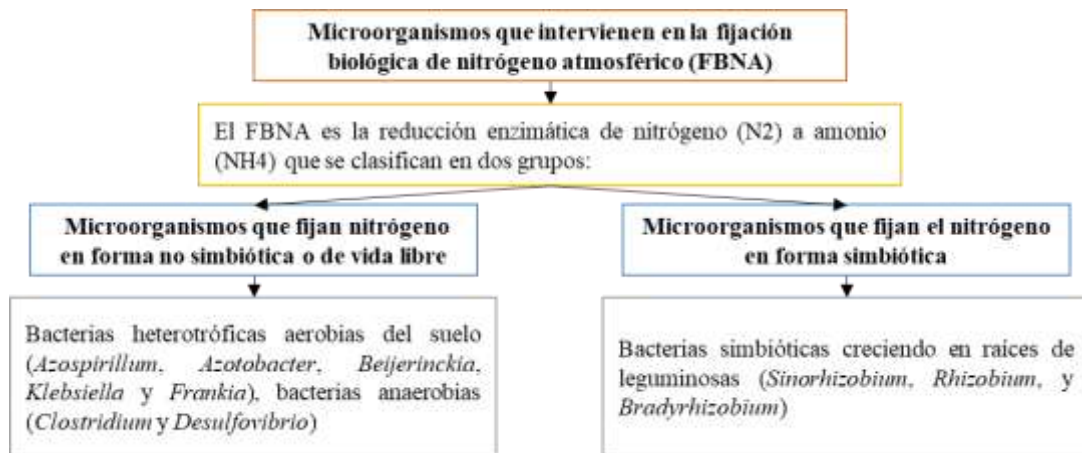 Microorganismos que intervienen en la fijación
biológica de nitrógeno atmosférico (FBNA)
El FBNA es la reducción enzimática de nitrógeno (N2) a amonio
(NH4) que se clasifican en dos grupos:
Microorganismos que fijan nitrógeno
en forma no simbiótica o de vida libre
Microorganismos que fijan el nitrógeno
en forma simbiótica
Bacterias heterotróficas aerobias del suelo
(Azospirillum, Azotobacter, Beijerinckia,
Klebsiella y Frankia), bacterias anaerobias
(Clostridium y Desulfovibrio)
Bacterias simbióticas creciendo en raíces de
leguminosas (Sinorhizobium, Rhizobium, y
Bradyrhizobium)